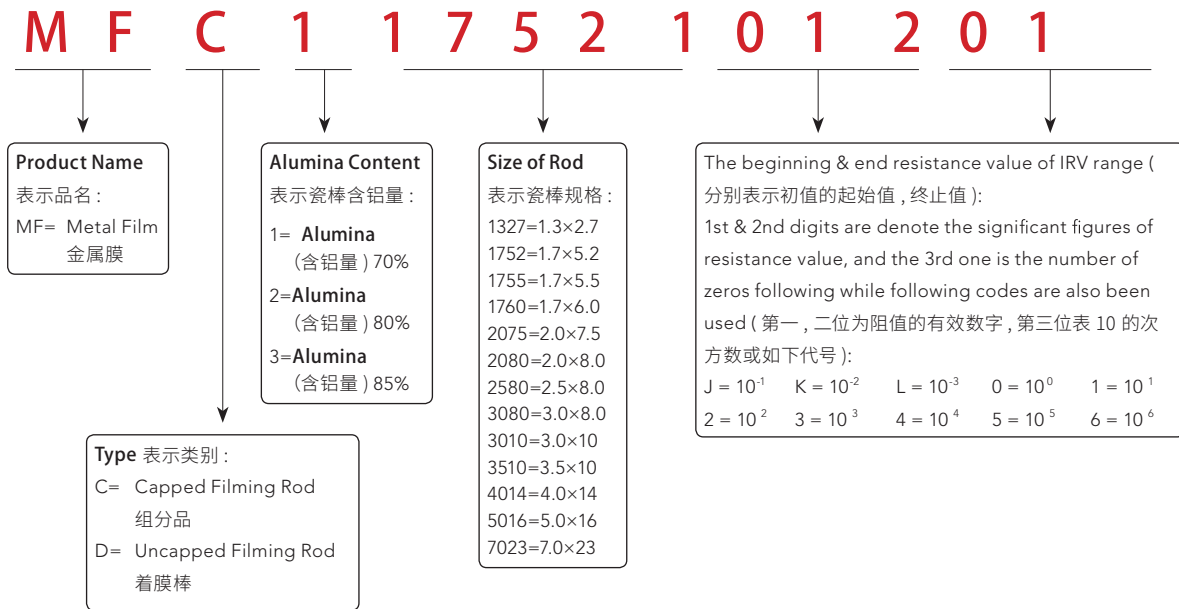 M F C 1 1 7 5 2 1 0 1 2 0 1
Product Name
表示品名 :
MF= Metal Film
金属膜
Alumina Content
表示瓷棒含铝量 :
1= Alumina
(含铝量 ) 70%
2=Alumina
(含铝量 ) 80%
3=Alumina
(含铝量 ) 85%
Size of Rod
表示瓷棒规格 :
1327=1.3×2.7
1752=1.7×5.2
1755=1.7×5.5
1760=1.7×6.0
2075=2.0×7.5
2080=2.0×8.0
2580=2.5×8.0
3080=3.0×8.0
3010=3.0×10
3510=3.5×10
4014=4.0×14
5016=5.0×16
7023=7.0×23
The beginning & end resistance value of IRV range (
分别表示初值的起始值 , 终止值 ):
1st & 2nd digits are denote the significant figures of
resistance value, and the 3rd one is the number of
zeros following while following codes are also been
used ( 第一 , 二位为阻值的有效数字 , 第三位表 10 的次
方数或如下代号 ):
J = 10⁻¹ K = 10⁻² L = 10⁻³ 0 = 10⁰ 1 = 10¹
2 = 10² 3 = 10³ 4 = 10⁴ 5 = 10⁵ 6 = 10⁶
Type 表示类别 :
C= Capped Filming Rod
组分品
D= Uncapped Filming Rod
着膜棒